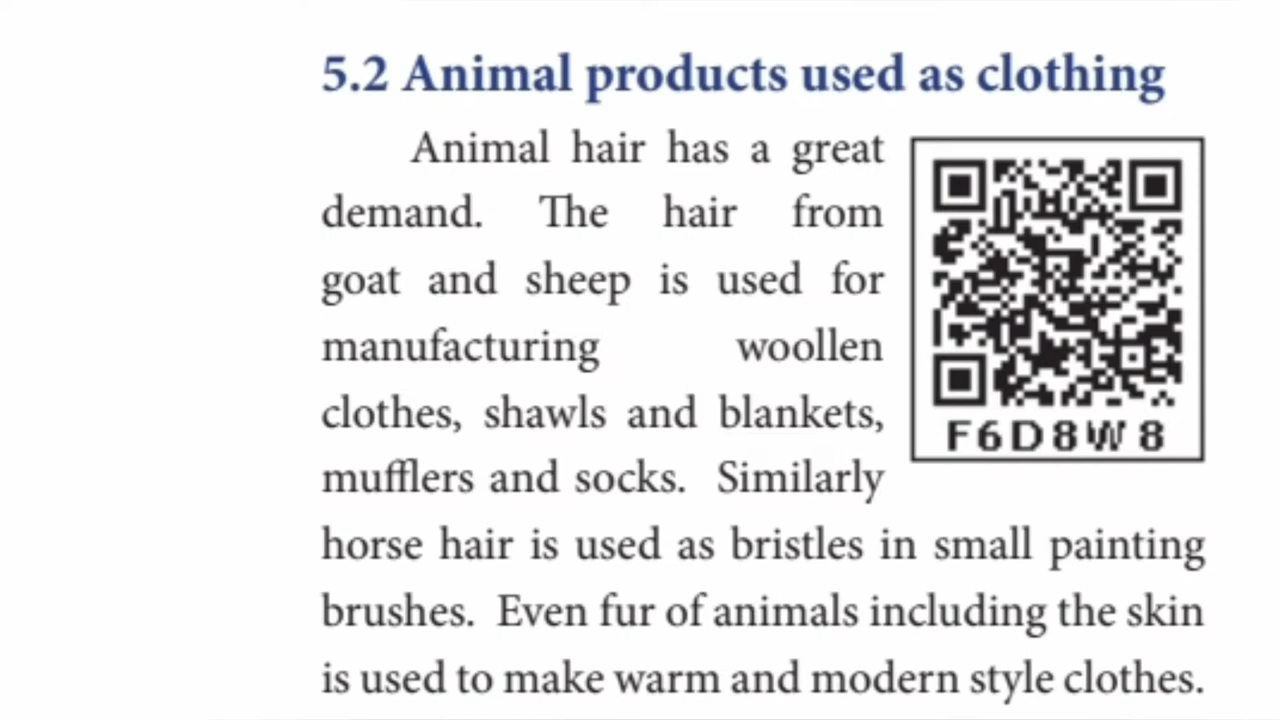 5.2 Animal products used as clothing
Animal hair has a great
demand. The hair from
goat and sheep is used for
manufacturing woollen
clothes, shawls and blankets,
mufflers and socks. Similarly
horse hair is used as bristles in small painting
brushes. Even fur of animals including the skin
is used to make warm and modern style clothes.
F6D8W8